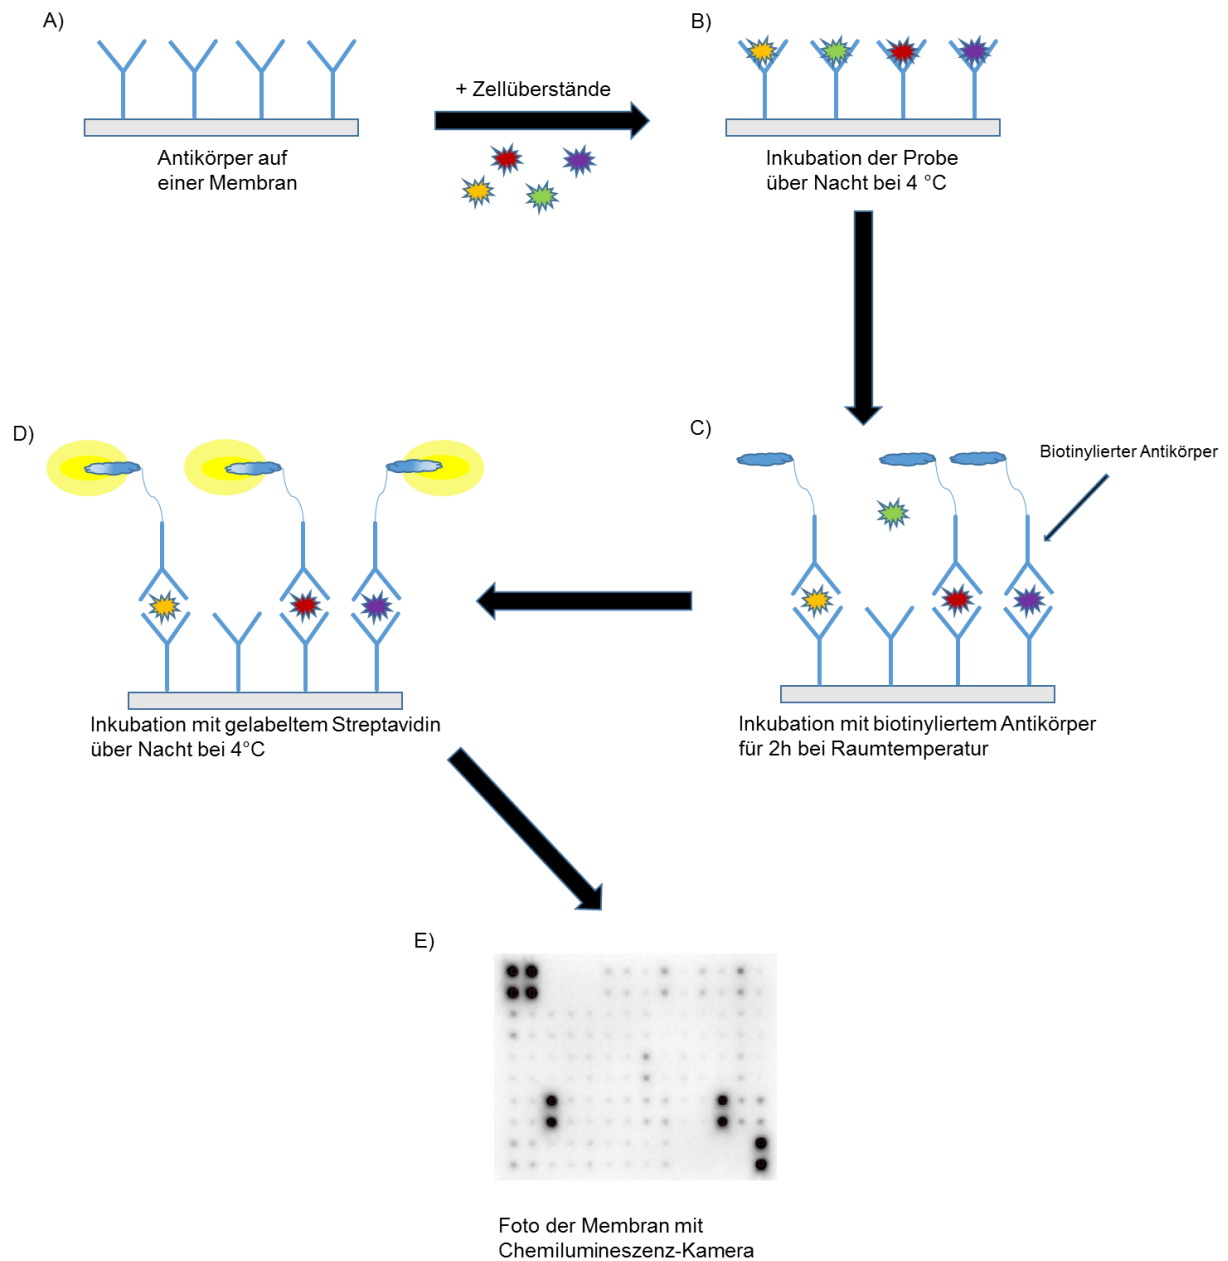 A)
Antikörper auf
einer Membran
+ Zellüberstände
B)
Inkubation der Probe
über Nacht bei 4 °C
C)
Biotinylierter Antikörper
Inkubation mit biotinyliertem Antikörper
für 2h bei Raumtemperatur
D)
Inkubation mit gelabeltem Streptavidin
über Nacht bei 4°C
E)
Foto der Membran mit
Chemilumineszenz-Kamera